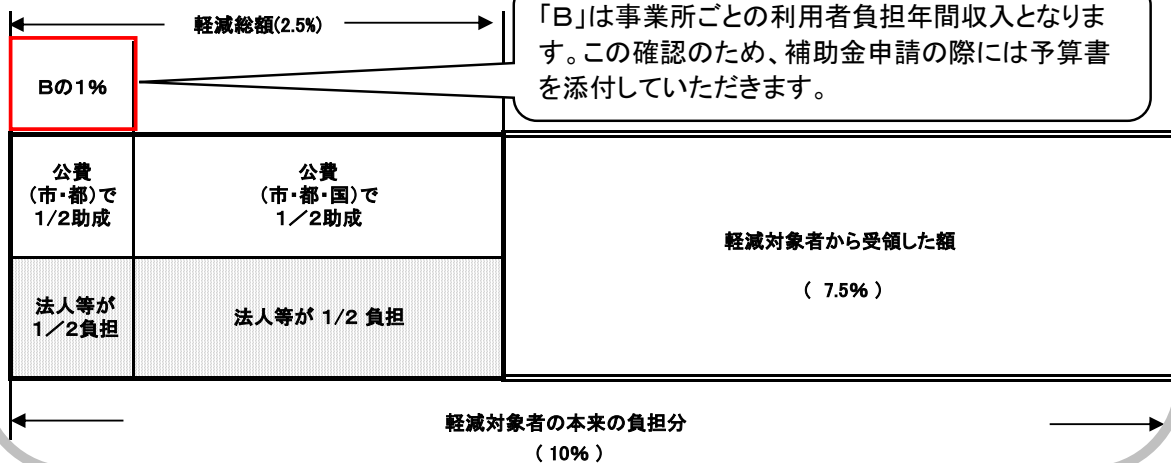 軽減総額(2.5%)
「B」は事業所ごとの利用者負担年間収入となりま
す。この確認のため、補助金申請の際には予算書
を添付していただきます。
Bの1%
公費
(市・都)で
1/2助成
公費
(市・都・国)で
1／2助成
軽減対象者から受領した額
( 7.5% )
法人等が
1／2負担
法人等が 1/2 負担
軽減対象者の本来の負担分
( 10% )